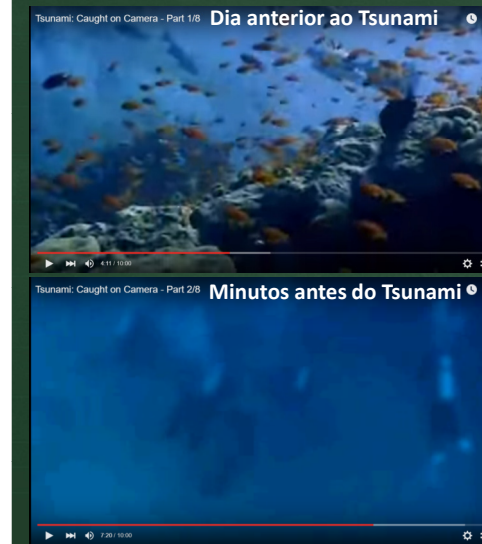 Tsunami: Caught on Camera - Part 1/8 Dia anterior ao Tsunami
4:11 / 10:00
Tsunami: Caught on Camera - Part 2/8 Minutos antes do Tsunami
7:20 / 10:00